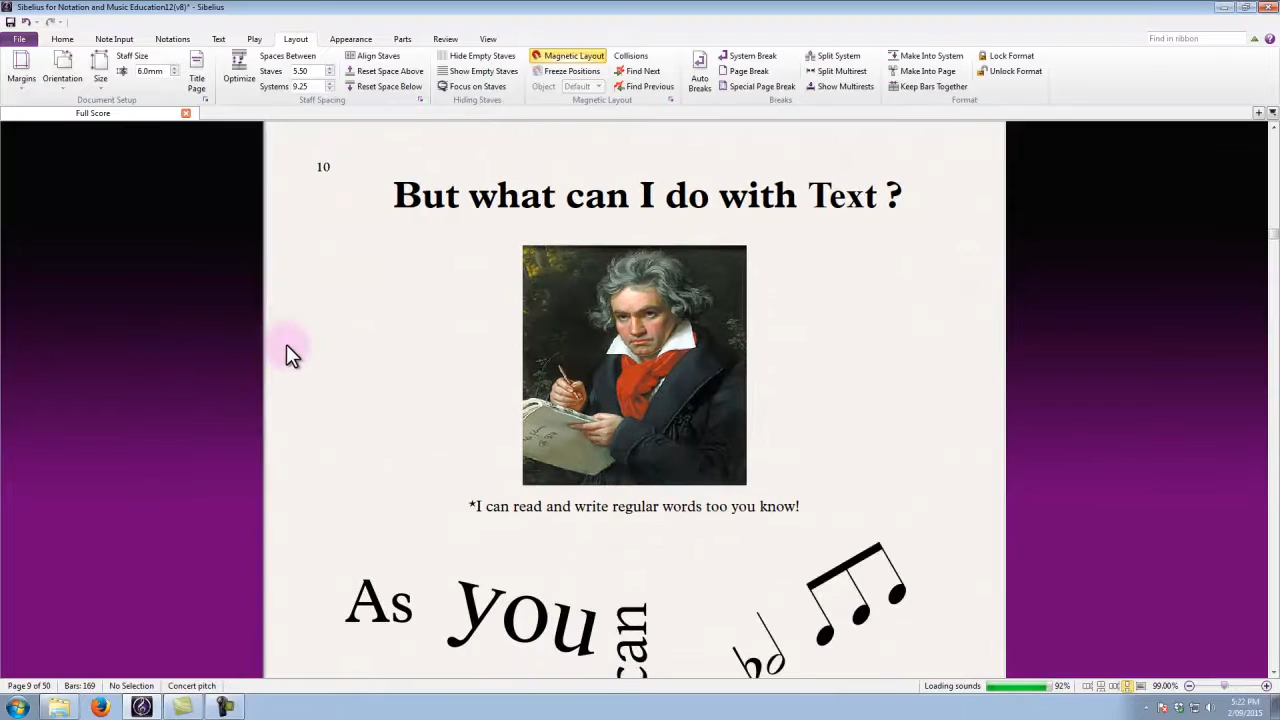 Sibelius for Notation and Music Education12(v8)* - Sibelius
File Home Note Input Notations Text Play Layout Appearance Parts Review View Find in ribbon
Margins Orientation Size Staff Size 6.0mm Title Page Document Setup
Optimize Spaces Between Staves 5.50 Systems 9.25 Align Staves Reset Space Above Reset Space Below Staff Spacing
Hide Empty Staves Show Empty Staves Focus on Staves Hiding Staves
Magnetic Layout Freeze Positions Object Default Collisions Find Next Find Previous Magnetic Layout
Auto Breaks System Break Page Break Special Page Break Split System Split Multirest Show Multirests Breaks
Make Into System Make Into Page Keep Bars Together Lock Format Unlock Format Format
Full Score
10
But what can I do with Text ?
*I can read and write regular words too you know!
As you can
Page 9 of 50 Bars: 169 No Selection Concert pitch Loading sounds 92% 99.00%
5:22 PM
2/09/2015